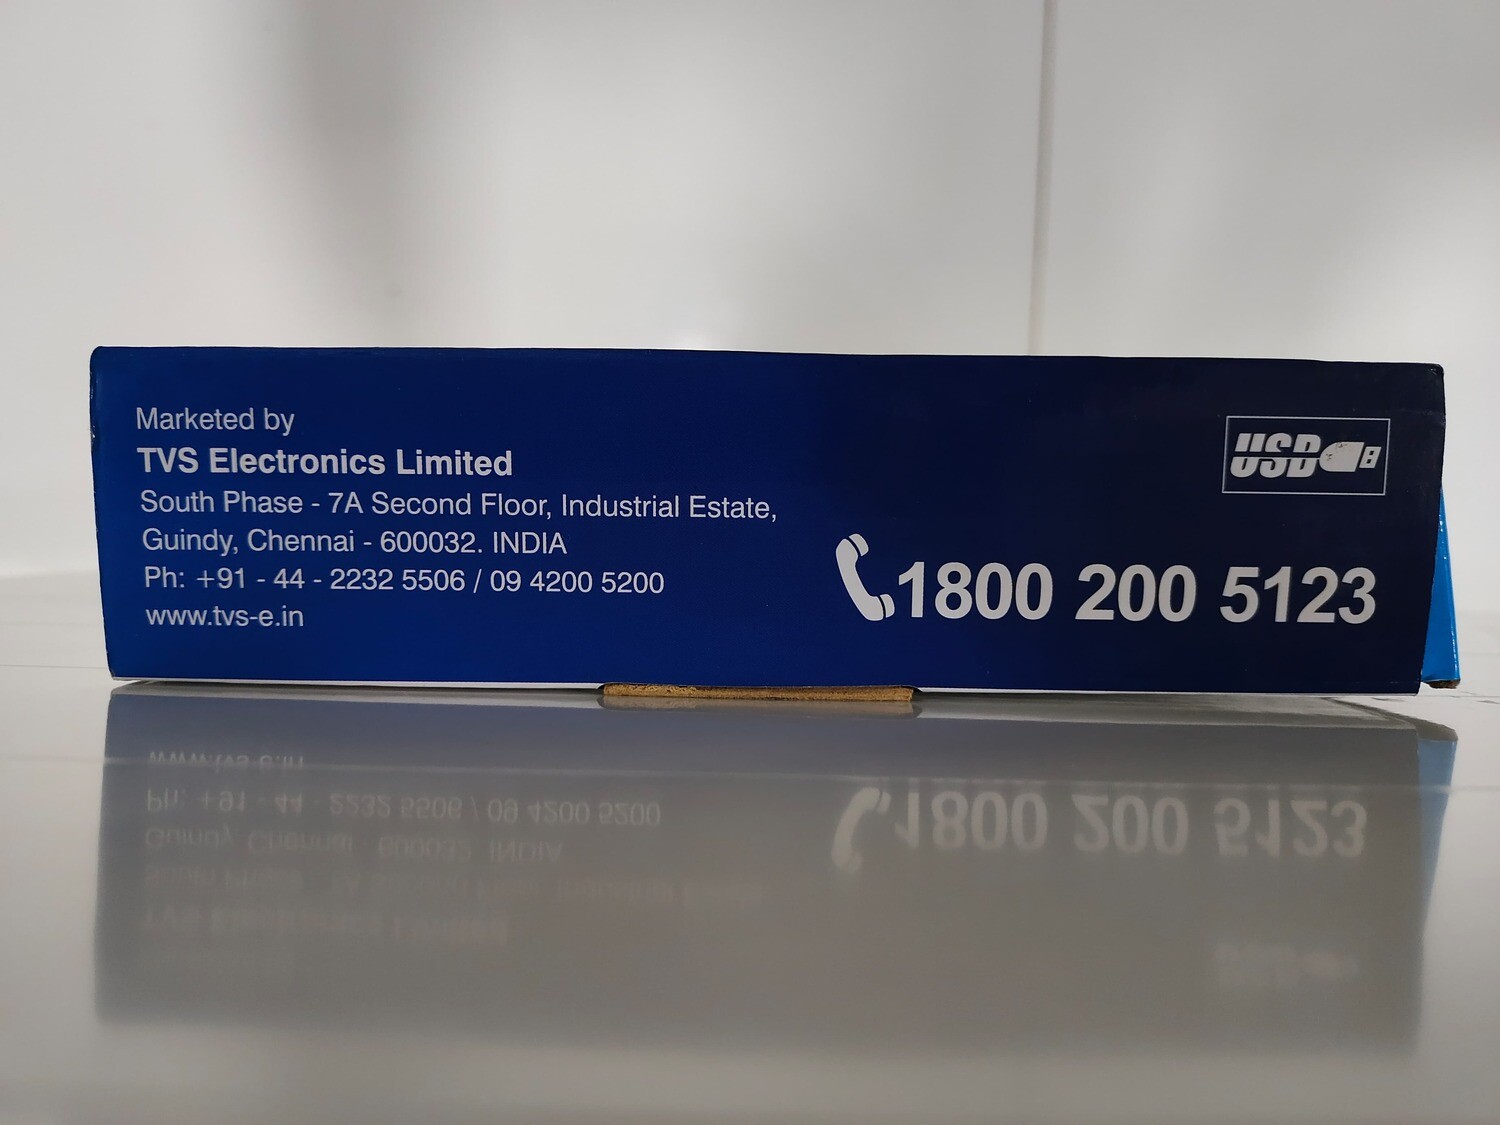 Marketed by
TVS Electronics Limited
South Phase - 7A Second Floor, Industrial Estate,
Guindy, Chennai - 600032. INDIA
Ph: +91 - 44 - 2232 5506 / 09 4200 5200
www.tvs-e.in
USB
1800 200 5123